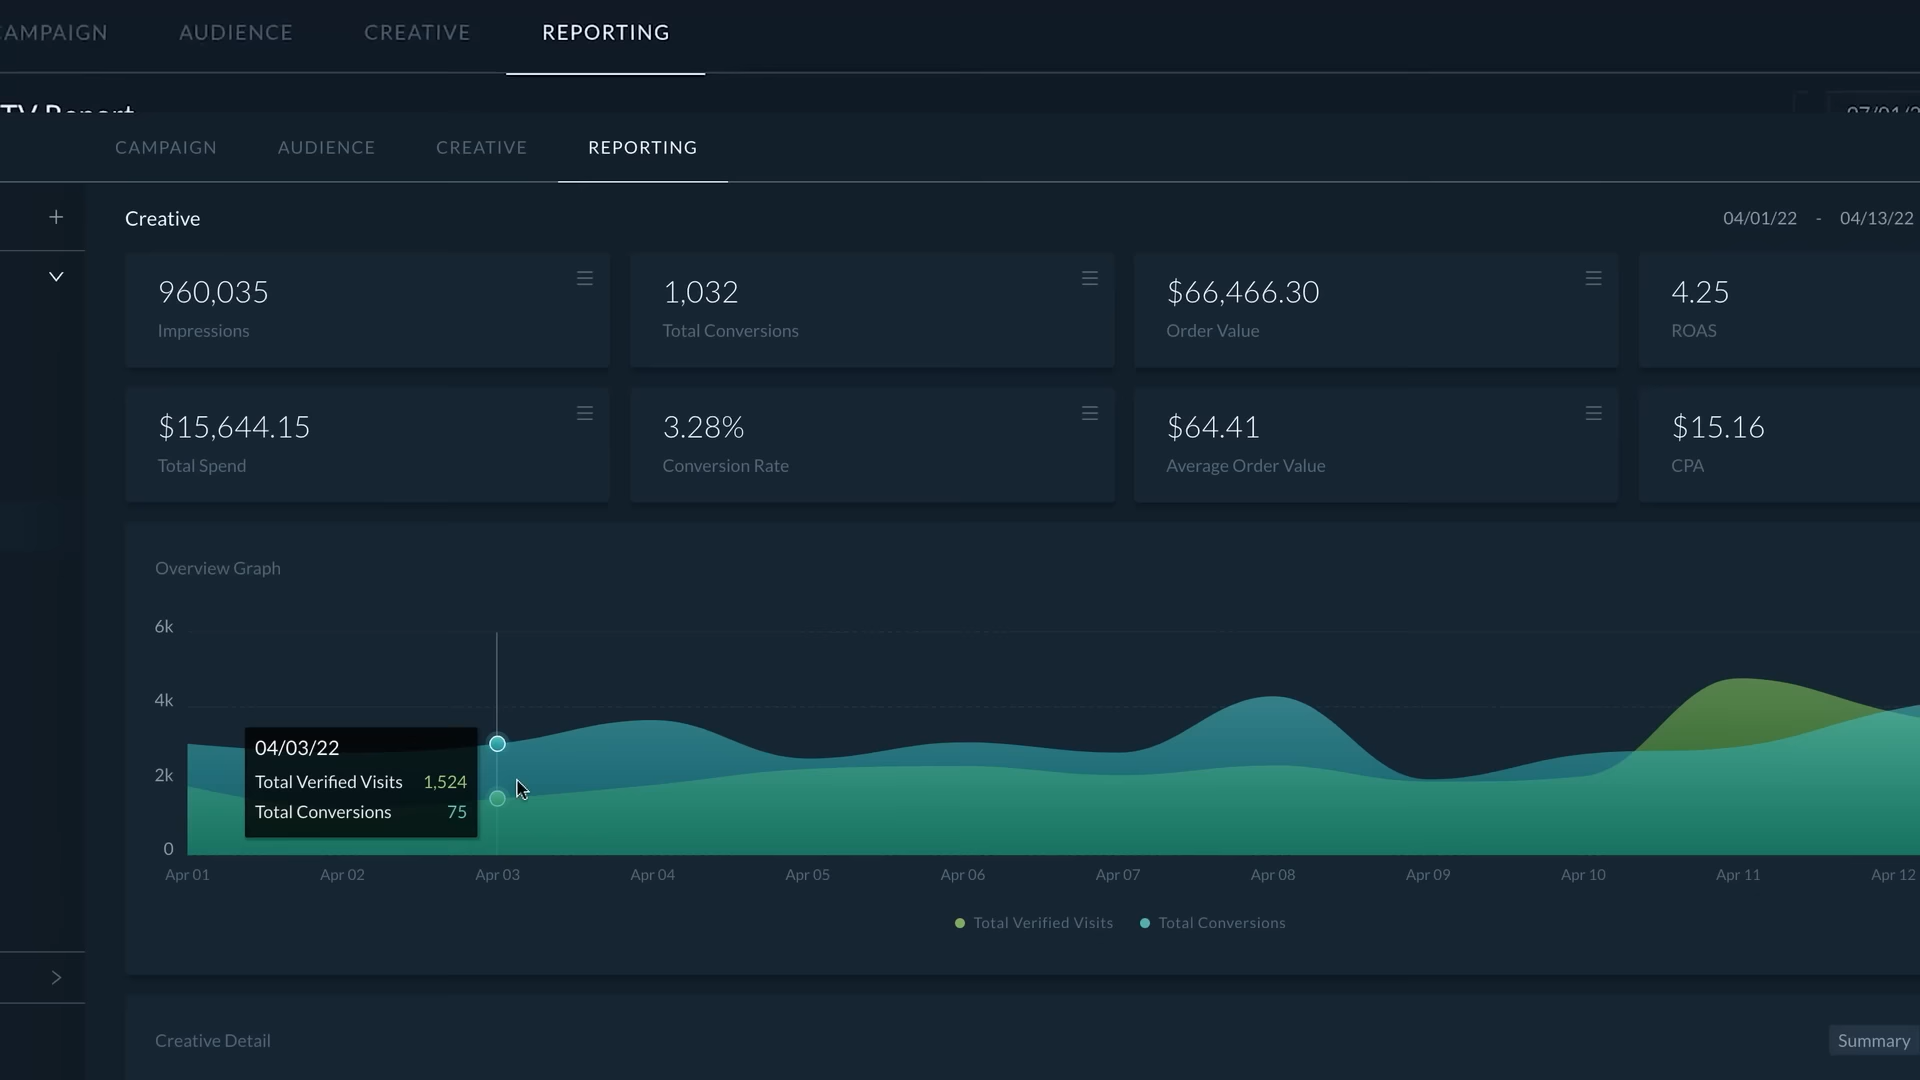 CAMPAIGN AUDIENCE CREATIVE REPORTING
TV Report
CAMPAIGN AUDIENCE CREATIVE REPORTING
Creative 04/01/22 - 04/13/22
960,035 1,032 $66,466.30 4.25
Impressions Total Conversions Order Value ROAS
$15,644.15 3.28% $64.41 $15.16
Total Spend Conversion Rate Average Order Value CPA
Overview Graph
6k
4k
04/03/22
2k
Total Verified Visits 1,524
Total Conversions 75
0
Apr 01 Apr 02 Apr 03 Apr 04 Apr 05 Apr 06 Apr 07 Apr 08 Apr 09 Apr 10 Apr 11 Apr 12
Total Verified Visits Total Conversions
Creative Detail Summary